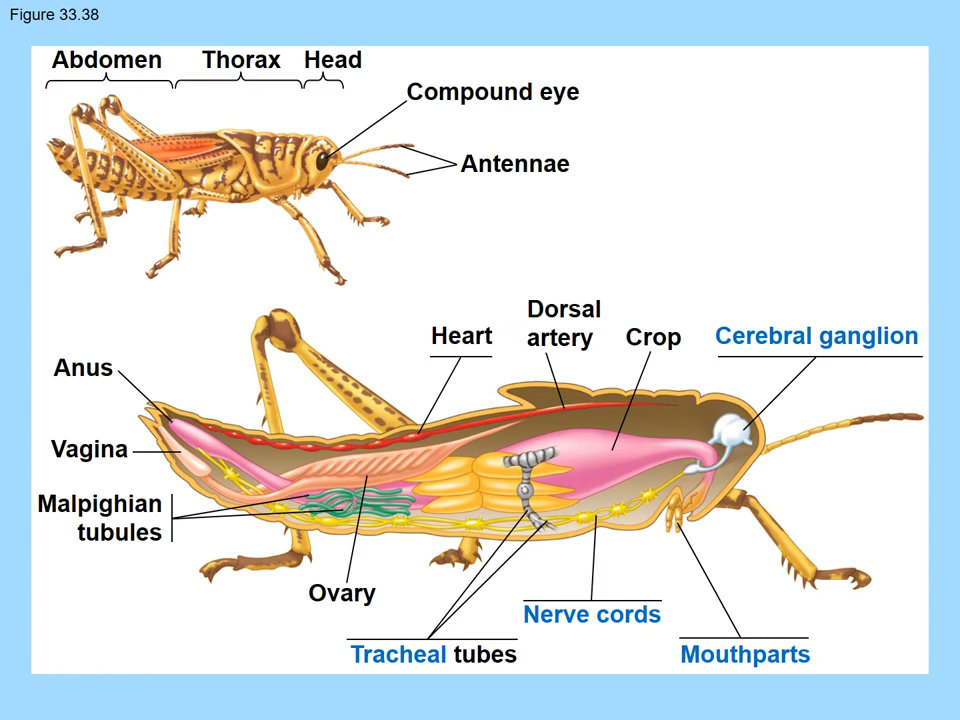 Figure 33.38
Abdomen Thorax Head
Compound eye
Antennae
Dorsal
artery
Heart
Crop
Cerebral ganglion
Anus
Vagina
Malpighian
tubules
Ovary
Nerve cords
Tracheal tubes
Mouthparts